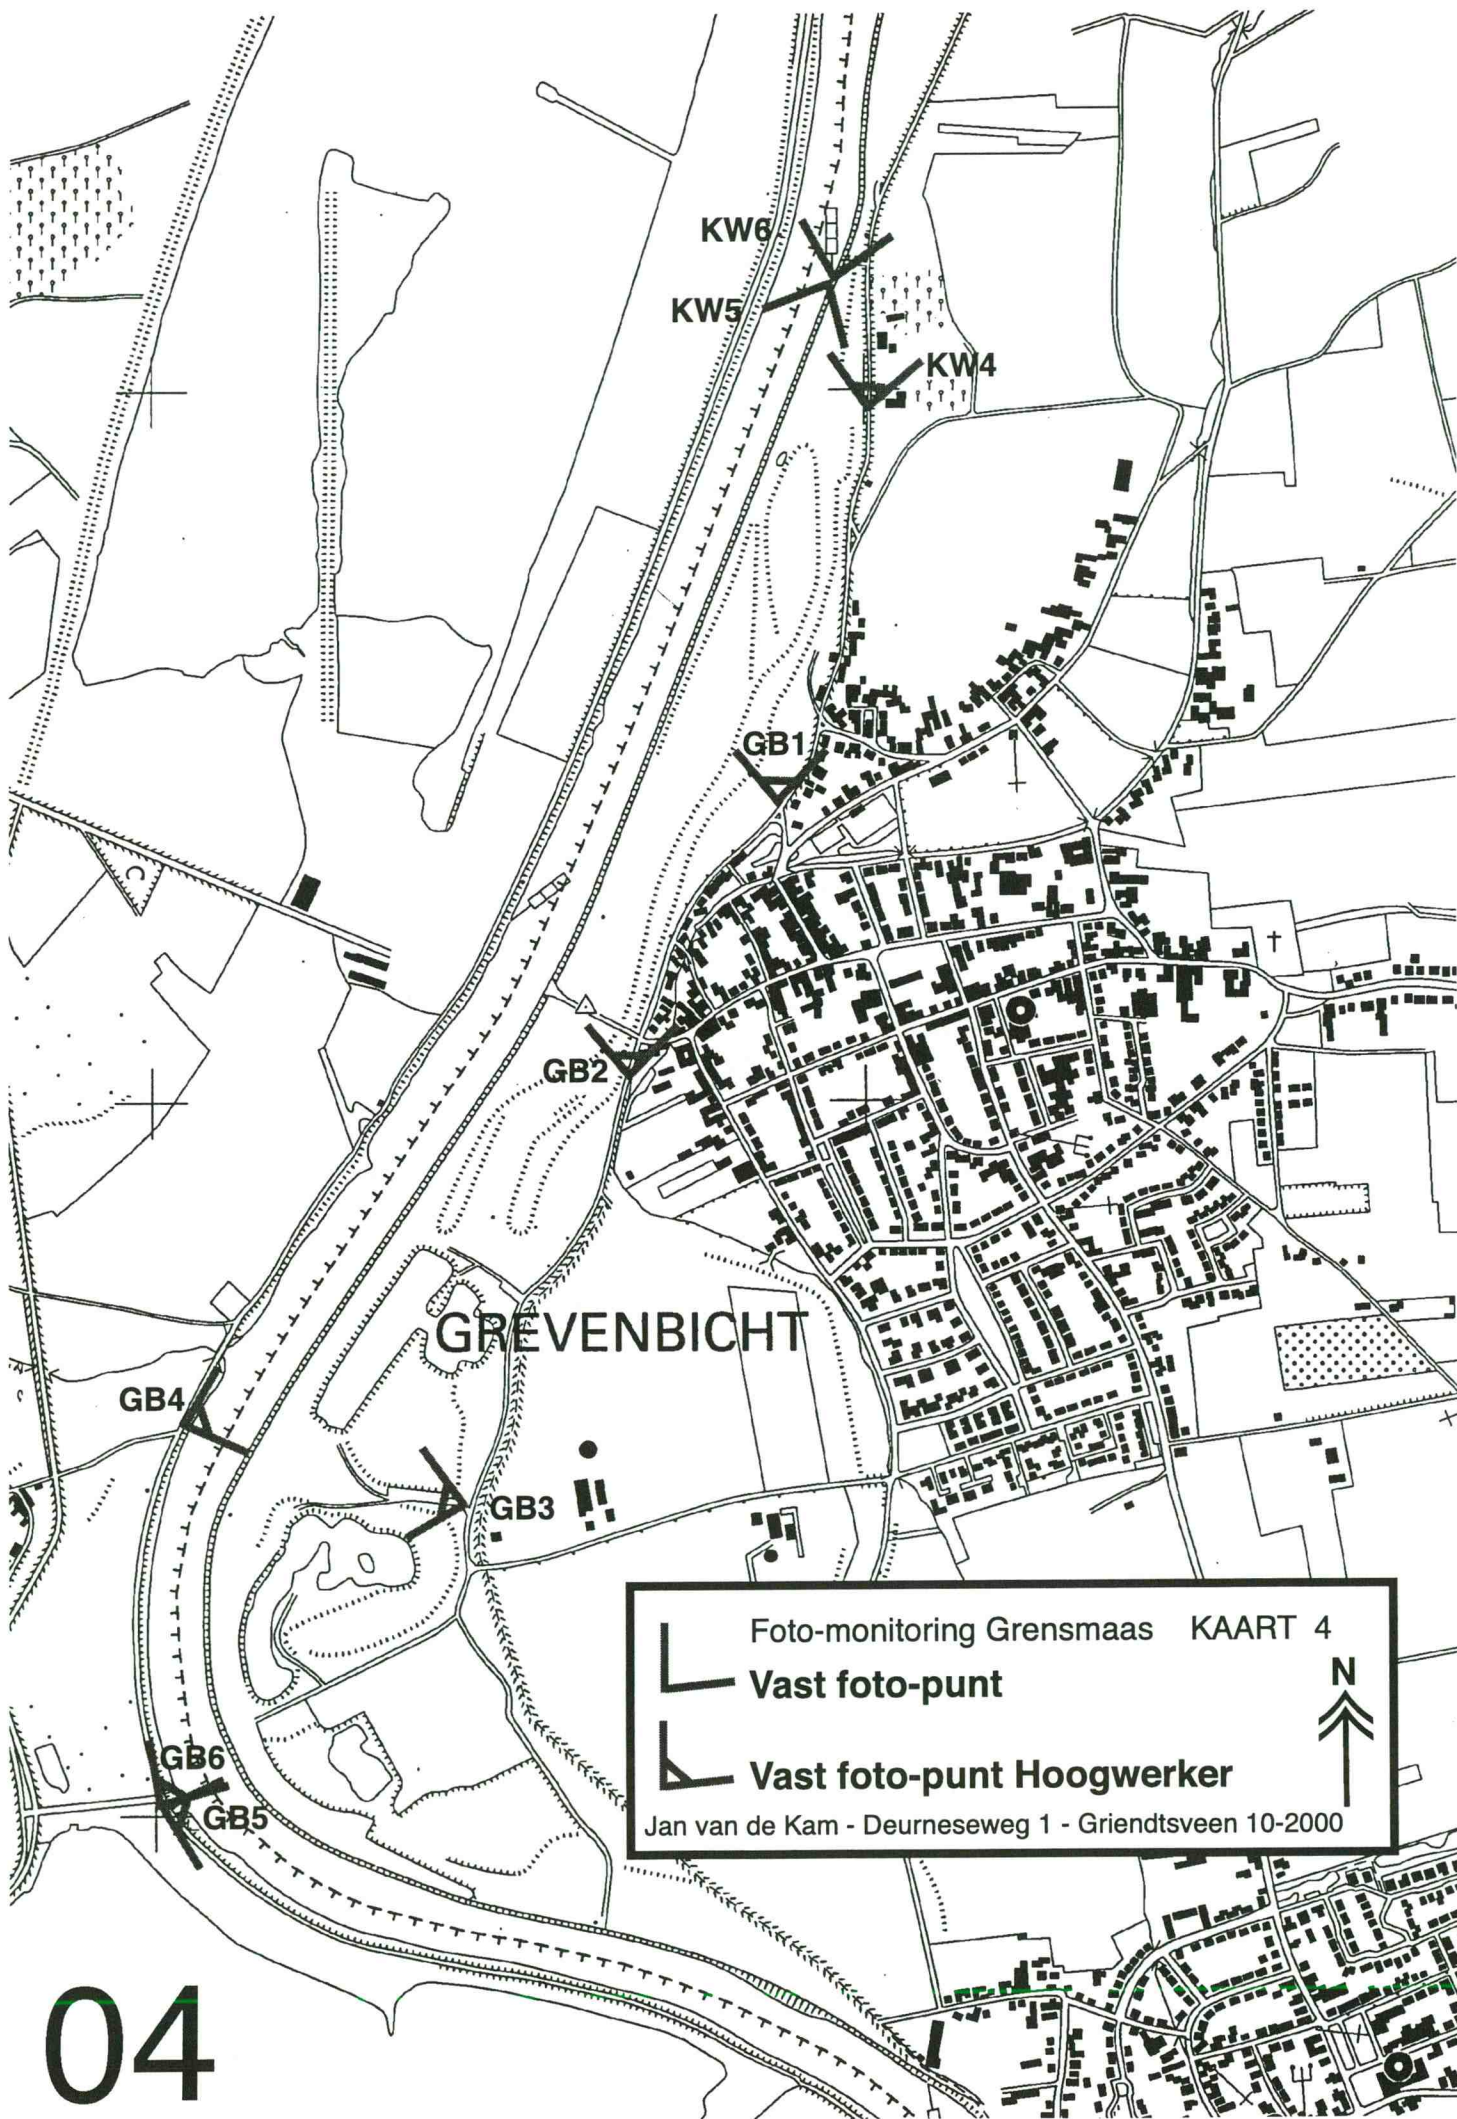 KW6
KW5
KW4
GB1
C
GB2
GREVENBICHT
GB4
GB3
Foto-monitoring Grensmaas KAART 4
Vast foto-punt
N
Vast foto-punt Hoogwerker
Jan van de Kam - Deurneseweg 1 - Griendtsveen 10-2000
GB6
GB5
04